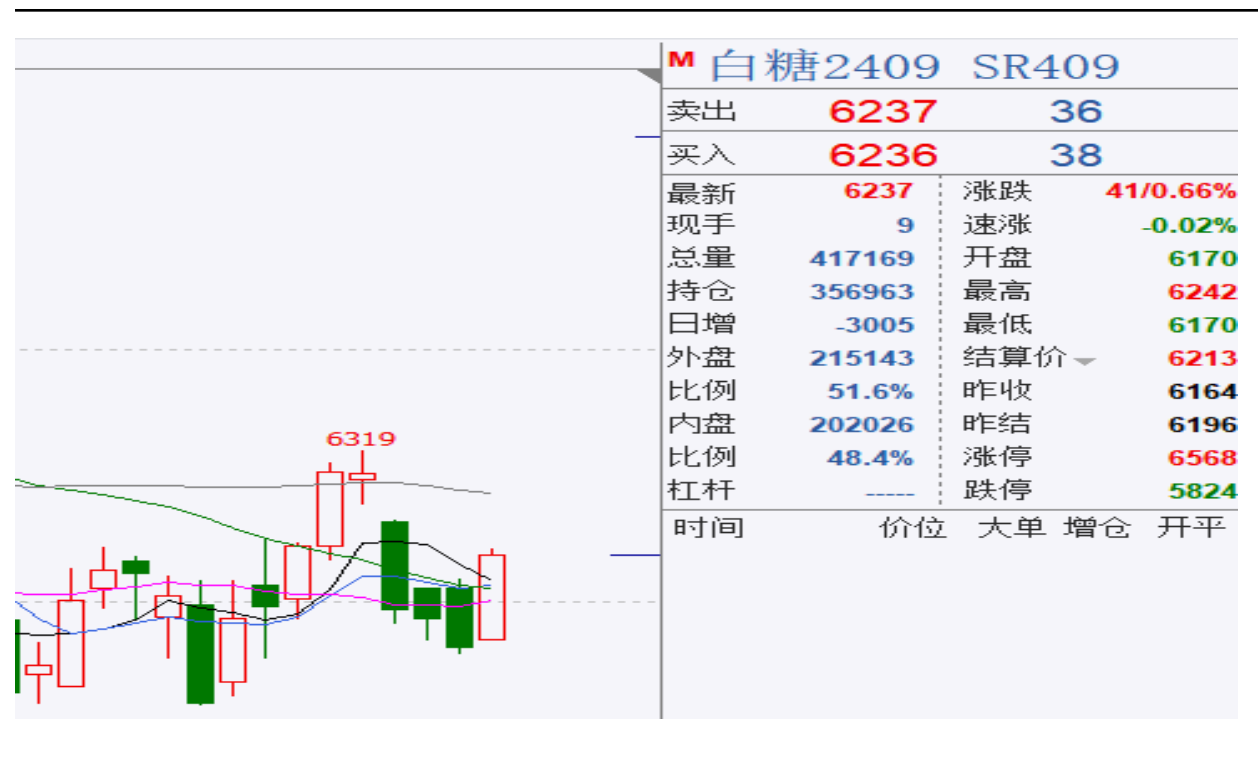 M 白糖2409 SR409
卖出 6237 36
买入 6236 38
最新 6237 涨跌 41/0.66%
现手 9 速涨 -0.02%
总量 417169 开盘 6170
持仓 356963 最高 6242
日增 -3005 最低 6170
外盘 215143 结算价 6213
比例 51.6% 昨收 6164
内盘 202026 昨结 6196
比例 48.4% 涨停 6568
杠杆 ----- 跌停 5824
时间 价位 大单 增仓 开平
6319